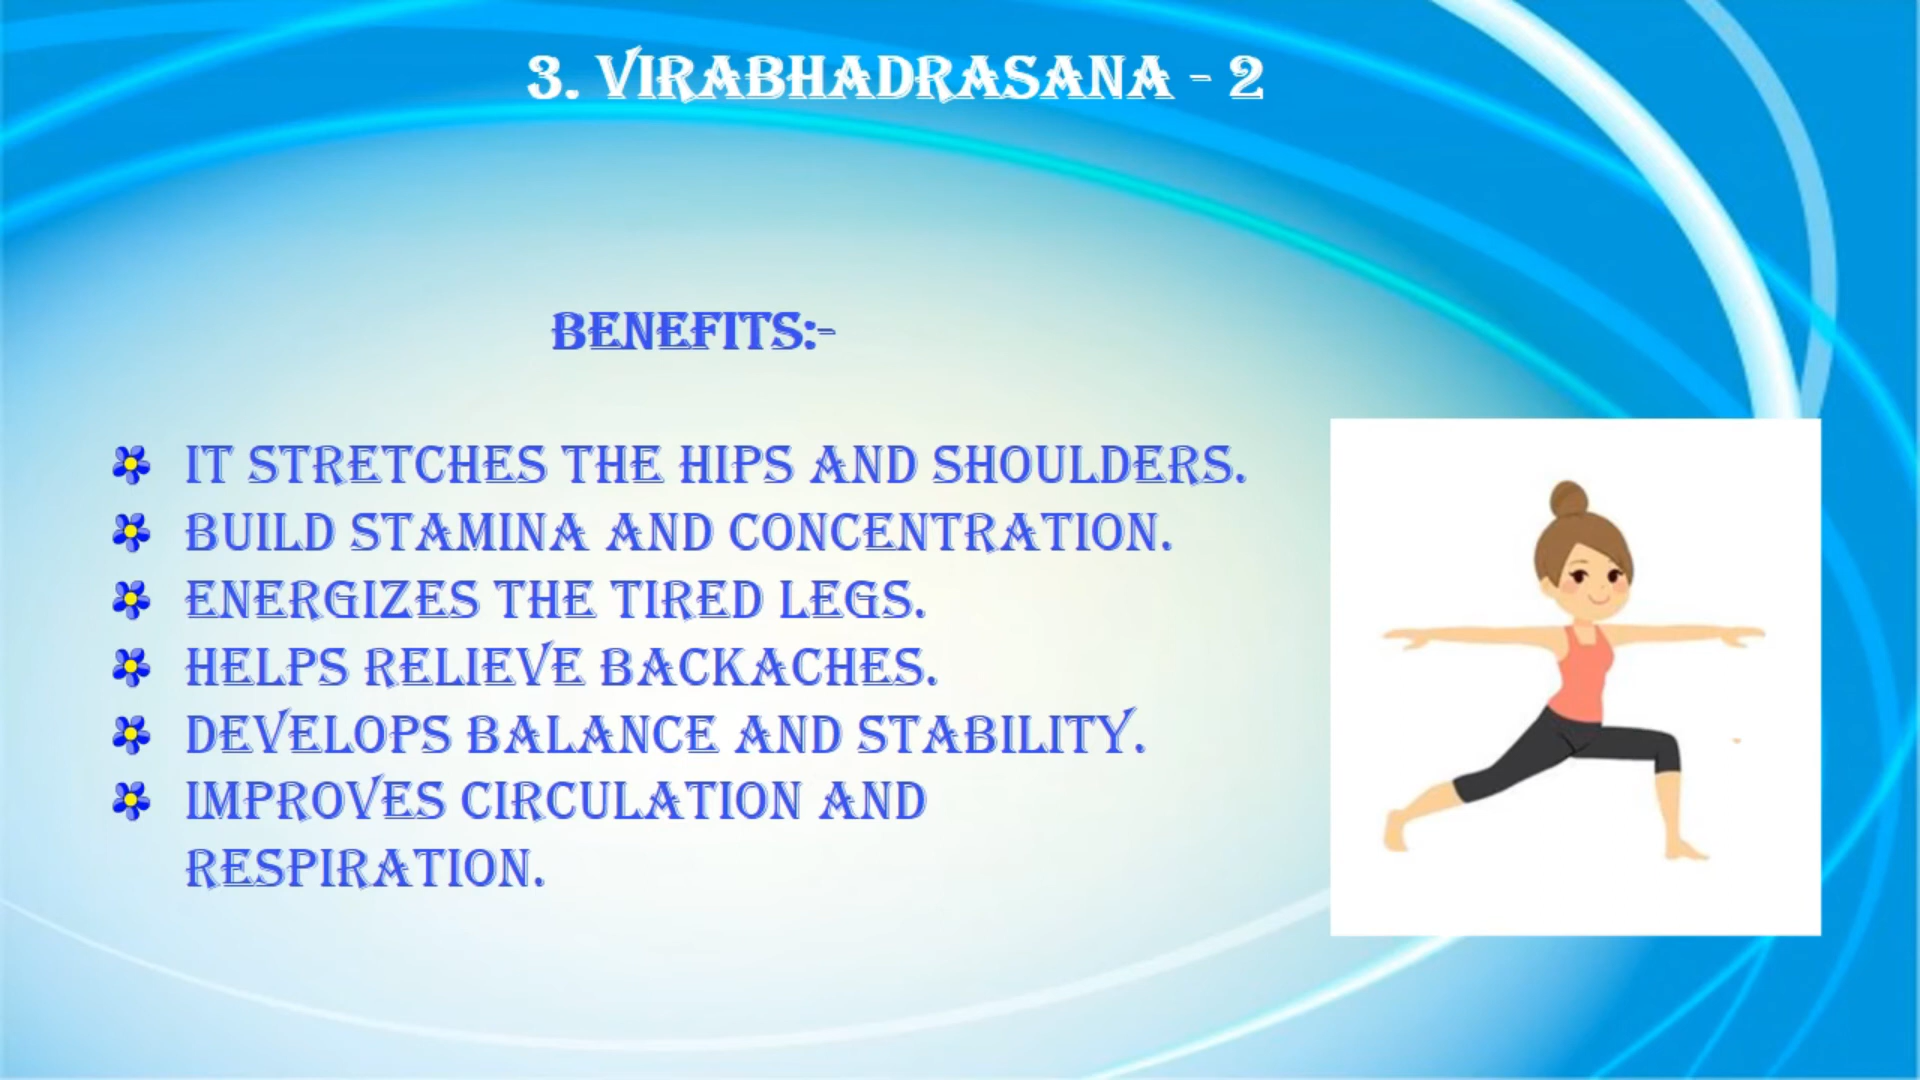 3. VIRABHADRASANA - 2
BENEFITS:-
IT STRETCHES THE HIPS AND SHOULDERS.
BUILD STAMINA AND CONCENTRATION.
ENERGIZES THE TIRED LEGS.
HELPS RELIEVE BACKACHES.
DEVELOPS BALANCE AND STABILITY.
IMPROVES CIRCULATION AND
RESPIRATION.